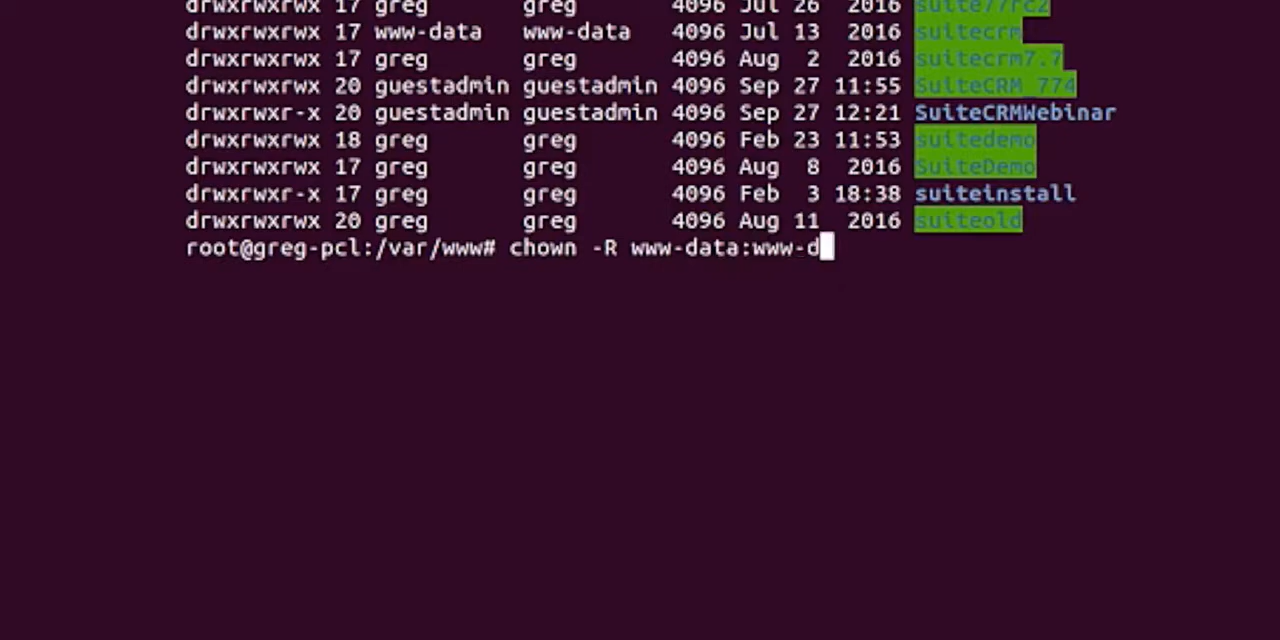 drwxrwxrwx 17 greg greg 4096 Jul 26 2016 suite77rc2
drwxrwxrwx 17 www-data www-data 4096 Jul 13 2016 suitecrm
drwxrwxrwx 17 greg greg 4096 Aug 2 2016 suitecrm7.7
drwxrwxrwx 20 guestadmin guestadmin 4096 Sep 27 11:55 SuiteCRM_774
drwxrwxr-x 20 guestadmin guestadmin 4096 Sep 27 12:21 SuiteCRMWebinar
drwxrwxrwx 18 greg greg 4096 Feb 23 11:53 suitedemo
drwxrwxrwx 17 greg greg 4096 Aug 8 2016 SuiteDemo
drwxrwxr-x 17 greg greg 4096 Feb 3 18:38 suiteinstall
drwxrwxrwx 20 greg greg 4096 Aug 11 2016 suiteold
root@greg-pcl:/var/www# chown -R www-data:www-d